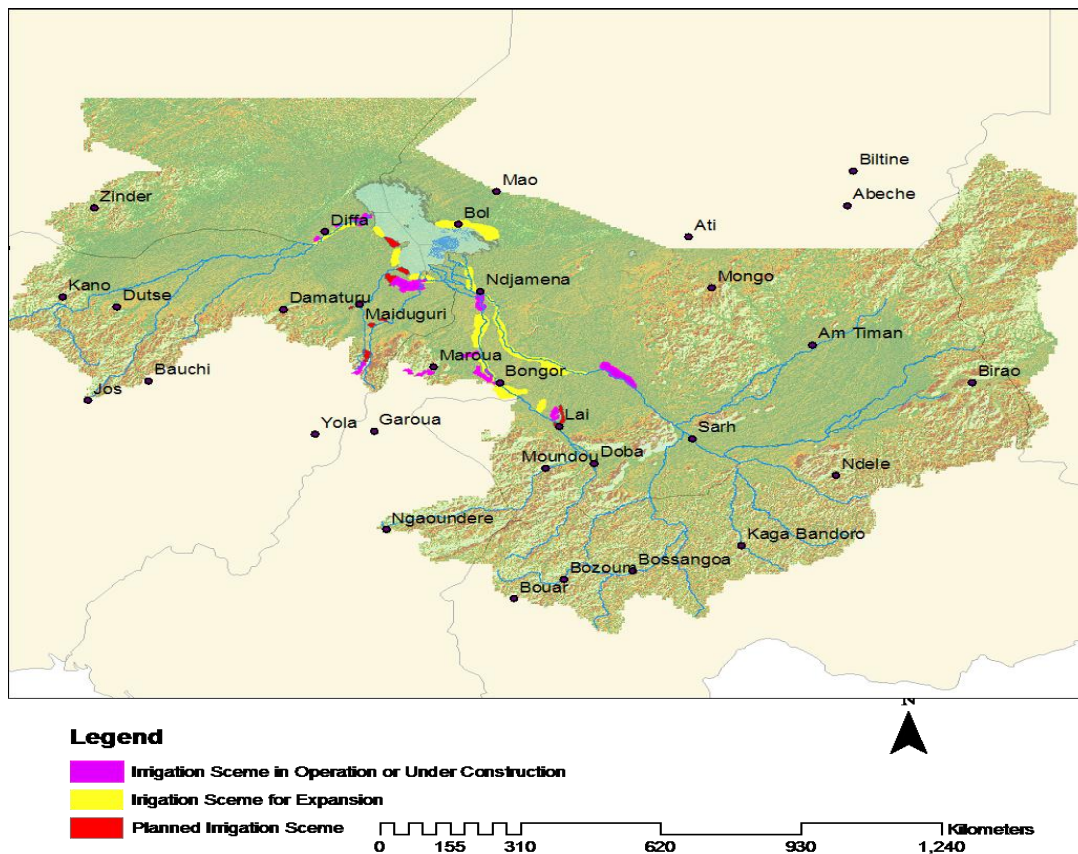 Biltine
Mao
Abeche
Zinder
Bol
Diffa
Ati
Ndjamena
Mongo
Kano
Dutse
Damaturu
Maiduguri
Am Timan
Maroua
Bauchi
Bongor
Birao
Jos
Lai
Yola
Garoua
Sarh
Moundou
Doba
Ndele
Ngaoundere
Kaga Bandoro
Bossangoa
Bozoum
Bouar
N
Legend
Irrigation Sceme in Operation or Under Construction
Irigation Sceme for Expansion
Planned Irrigation Sceme
Kilometers
0 155 310 620 930 1,240